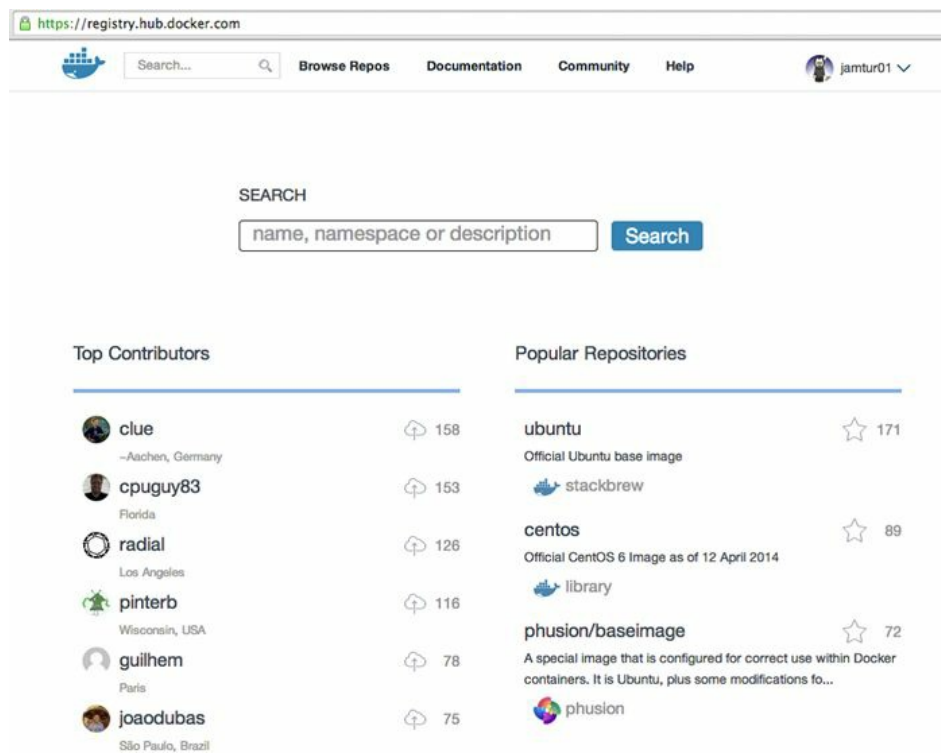 https://registry.hub.docker.com
Search...
Browse Repos
Documentation
Community
Help
jamtur01
SEARCH
name, namespace or description
Search
Top Contributors
clue
158
~Aachen, Germany
cpuguy83
153
Florida
radial
126
Los Angeles
pinterb
116
Wisconsin, USA
guilhem
78
Paris
joaodubas
75
São Paulo, Brazil
Popular Repositories
ubuntu
171
Official Ubuntu base image
stackbrew
centos
89
Official CentOS 6 Image as of 12 April 2014
library
phusion/baseimage
72
A special image that is configured for correct use within Docker
containers. It is Ubuntu, plus some modifications fo...
phusion